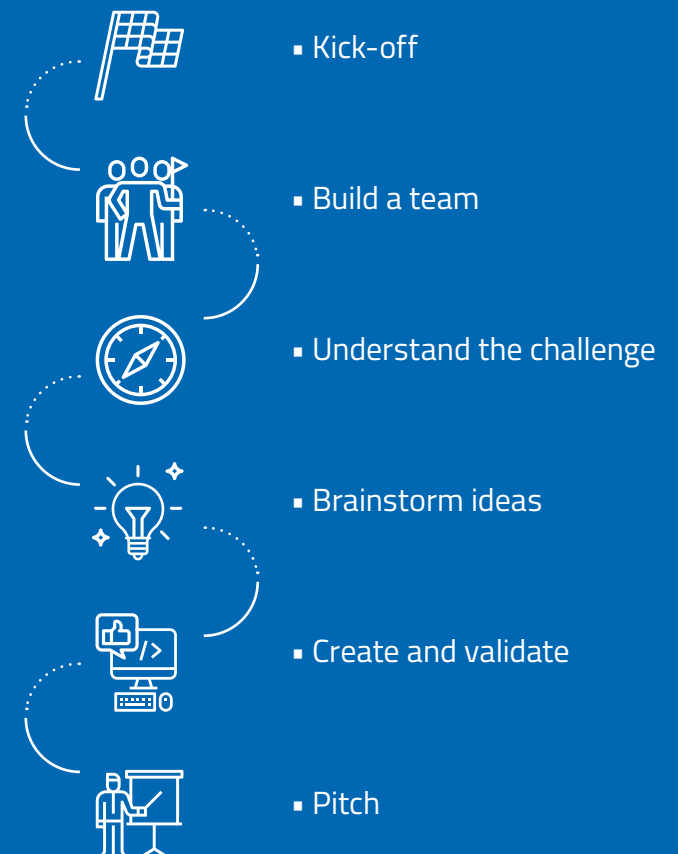 ▪ Kick-off
▪ Build a team
▪ Understand the challenge
▪ Brainstorm ideas
</>
▪ Create and validate
▪ Pitch